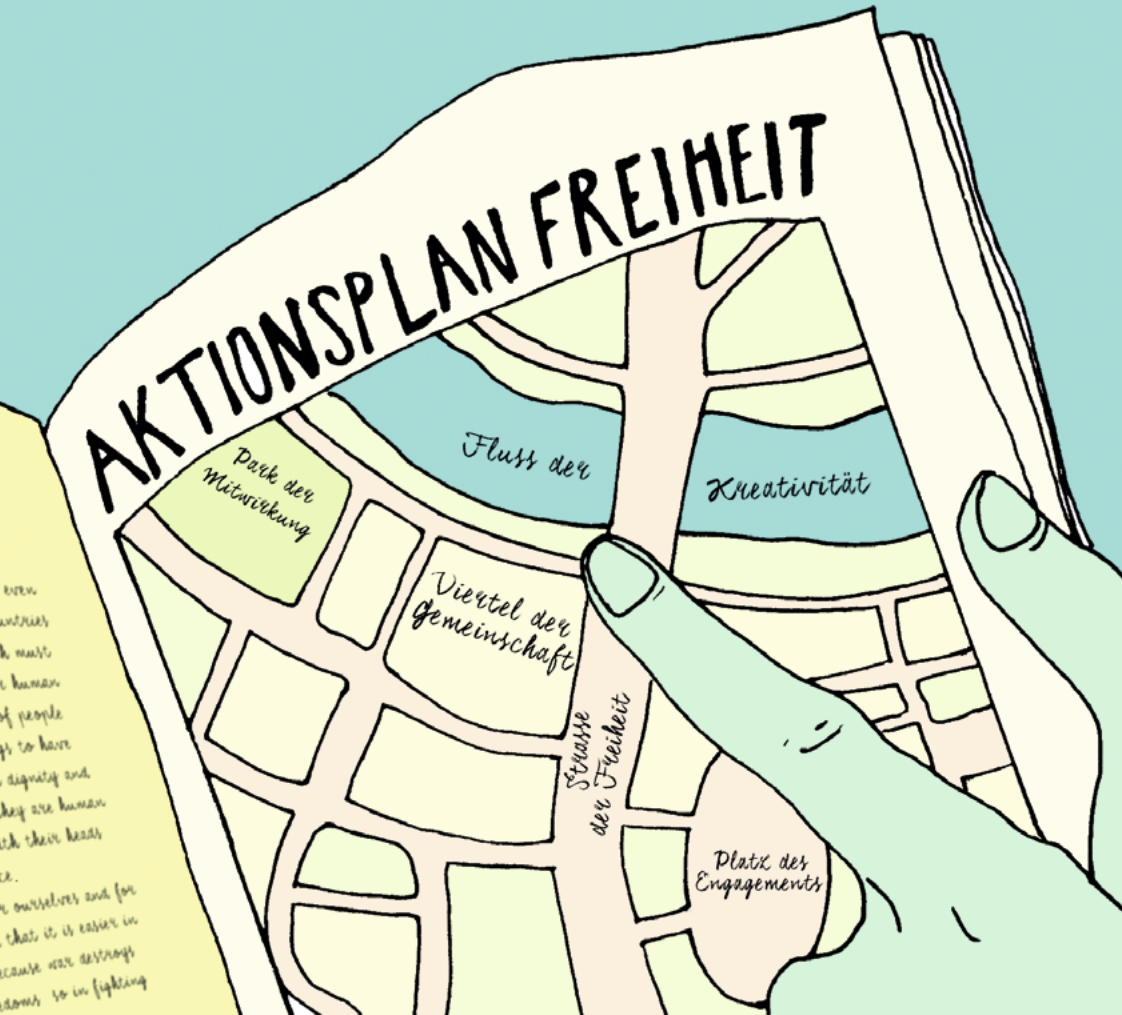 AKTIONSPLAN FREIHEIT
Fluss der
Kreativität
Park der
Mitwirkung
Viertel der
Gemeinschaft
Strasse
der Freiheit
Platz des
Engagements
even
must
human
of people
to have
dignity and
they are human
with their heads
ourselves and for
that it is easier in
war destroys
so in fighting